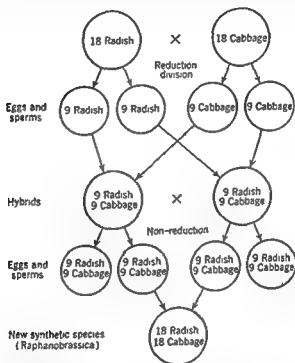 18 Radish
×
18 Cabbage
Reduction
division
Eggs and
sperms
9 Radish
9 Radish
9 Cabbage
9 Cabbage
Hybrids
9 Radish
9 Cabbage
×
9 Radish
9 Cabbage
Non-reduction
Eggs and
sperms
9 Radish
9 Cabbage
9 Radish
9 Cabbage
9 Radish
9 Cabbage
9 Radish
9 Cabbage
New synthetic species
(Raphanobrassica)
18 Radish
18 Cabbage